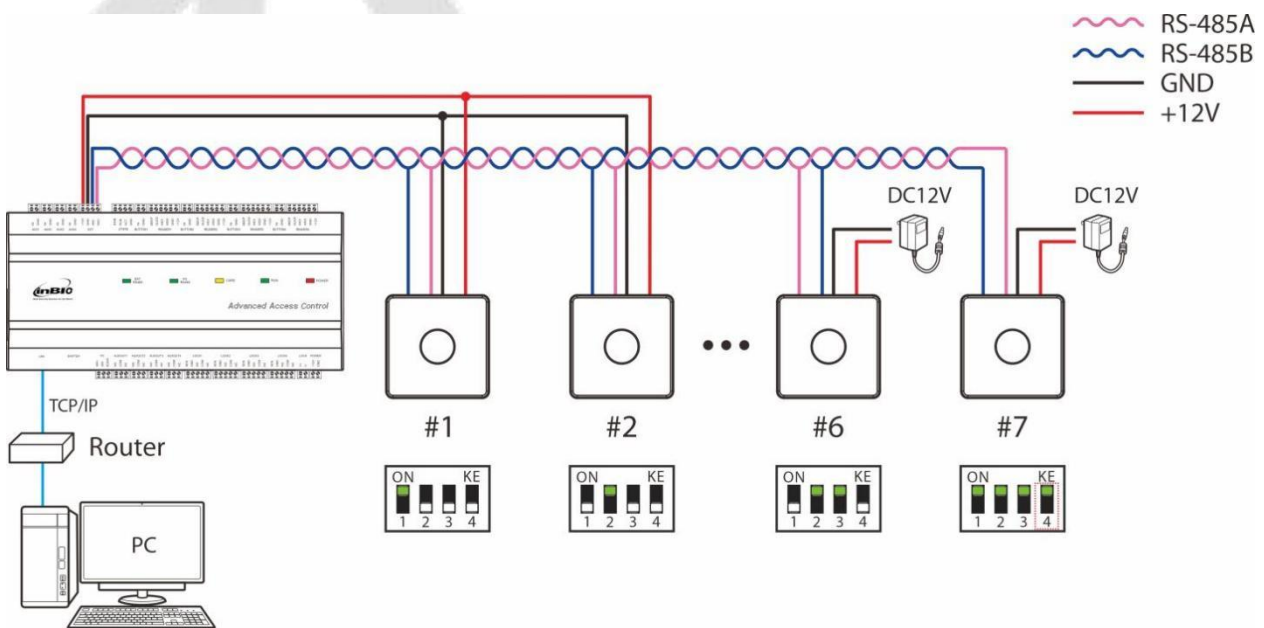 RS-485A
RS-485B
GND
+12V
DC12V
DC12V
inBIO
Advanced Access Control
TCP/IP
Router
PC
#1
#2
#6
#7
ON KE
1 2 3 4
ON KE
1 2 3 4
ON KE
1 2 3 4
ON KE
1 2 3 4